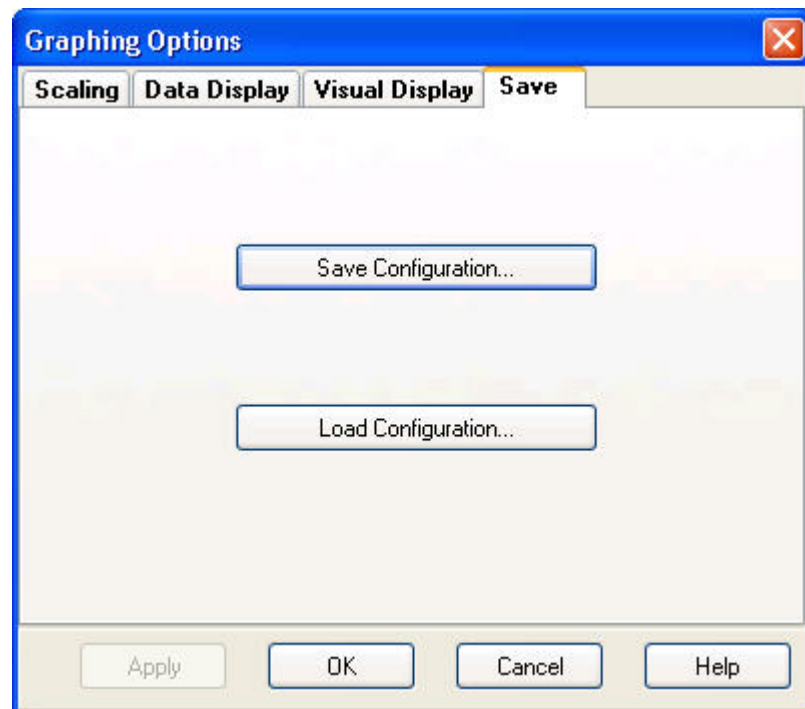 Graphing Options
Scaling Data Display Visual Display Save
Save Configuration...
Load Configuration...
Apply OK Cancel Help